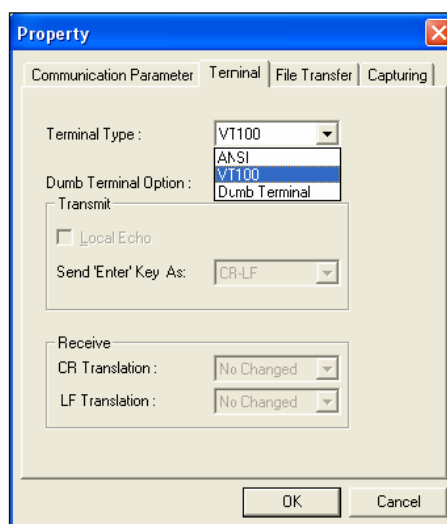 Property
Communication Parameter Terminal File Transfer Capturing
Terminal Type : VT100
ANSI
VT100
Dumb Terminal
Dumb Terminal Option :
Transmit
Local Echo
Send 'Enter' Key As: CR-LF
Receive
CR Translation : No Changed
LF Translation : No Changed
OK Cancel